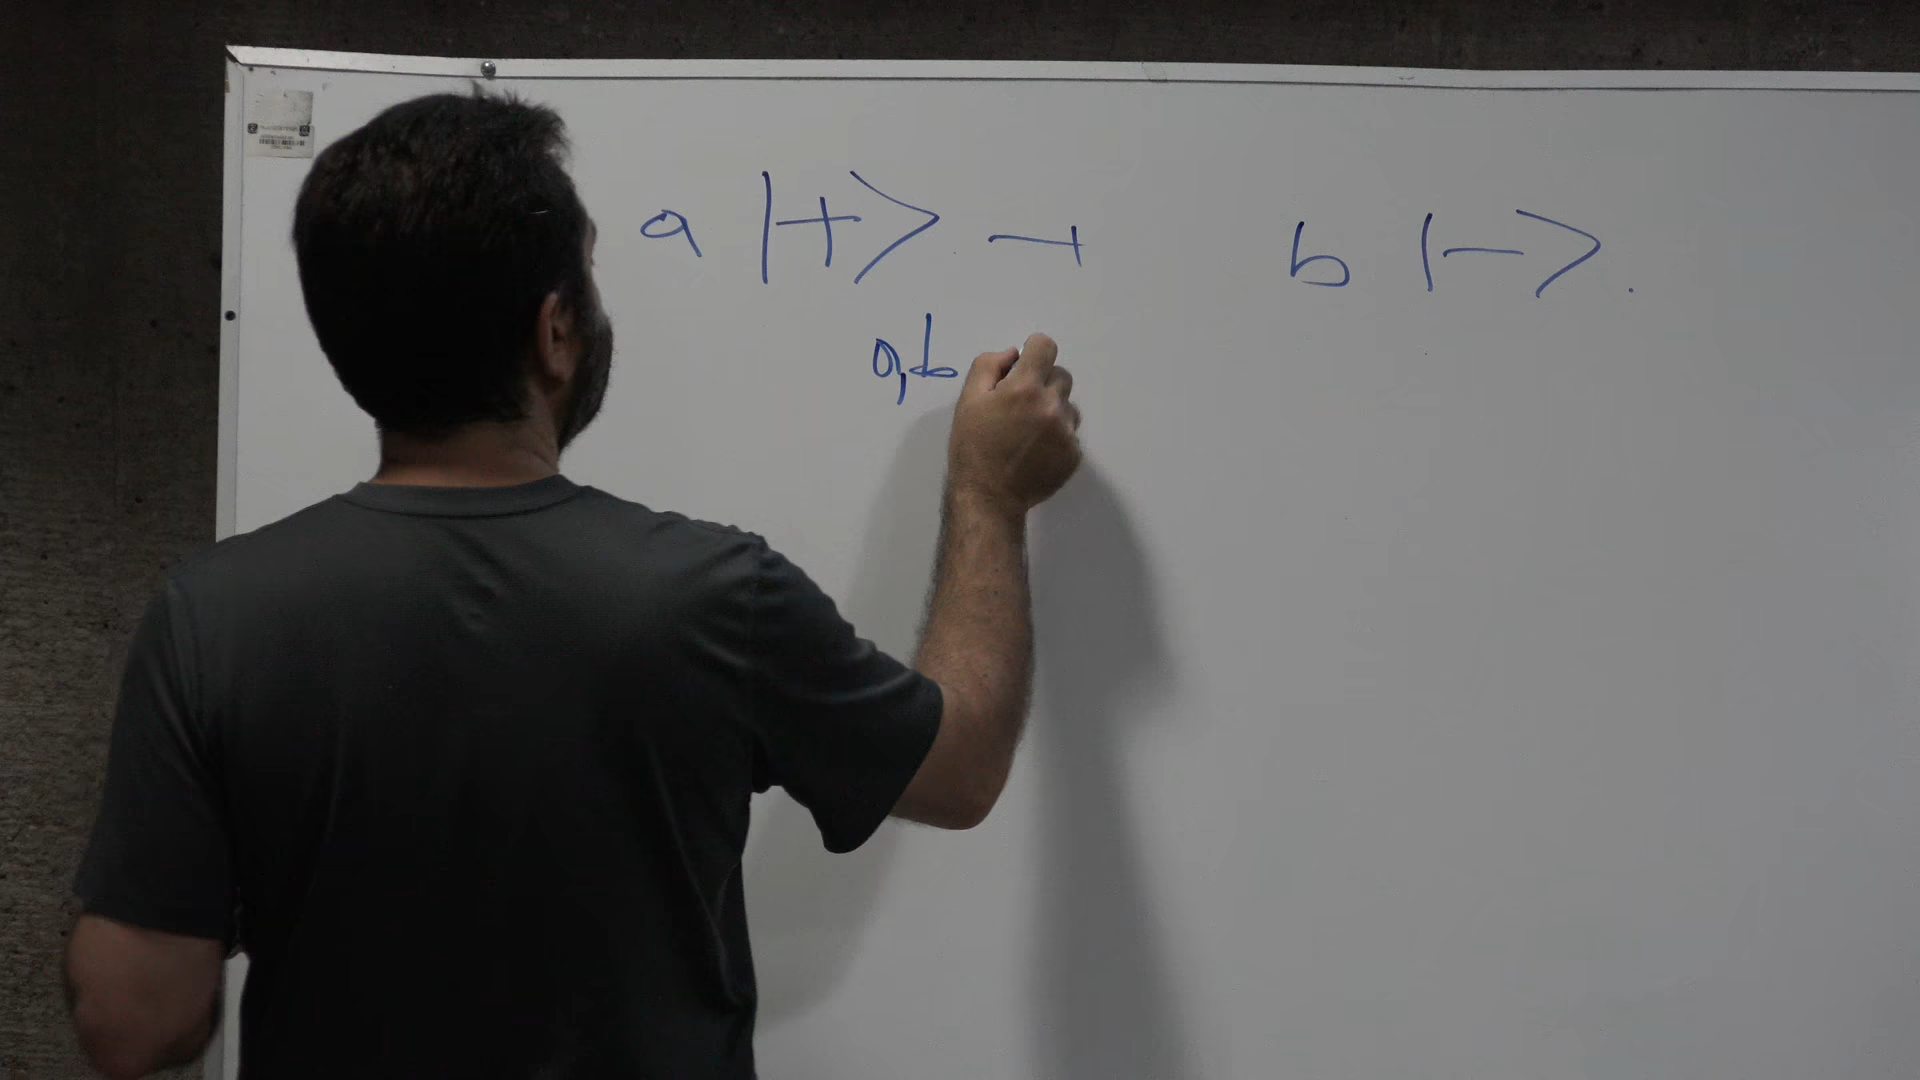 a |+> + b |->.
a,b